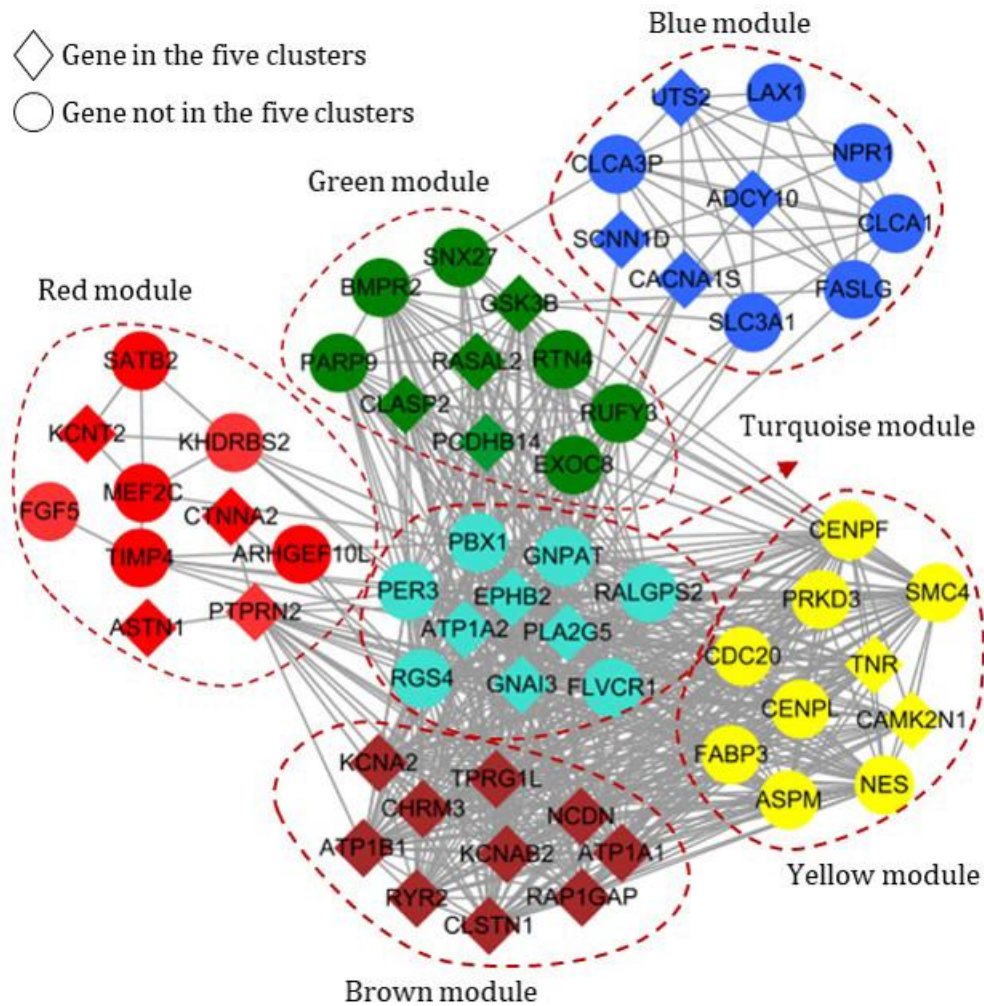 Blue module
Gene in the five clusters
Gene not in the five clusters
UTS2
LAX1
CLCA3P
NPR1
ADCY10
SCNN1D
CLCA1
CACNA1S
FASLG
SLC3A1
Green module
SNX27
BMPR2
GSK3B
PARP9
RASAL2
RTN4
CLASP2
RUFY3
PCDHB14
EXOC8
Red module
SATB2
KCNT2
KHDRBS2
MEF2C
FGF5
CTNNA2
TIMP4
ARHGEF10L
ASTN1
PTPRN2
Turquoise module
PBX1
GNPAT
PER3
EPHB2
RALGPS2
ATP1A2
PLA2G5
RGS4
GNAI3
FLVCR1
CENPF
PRKD3
SMC4
CDC20
TNR
CENPL
CAMK2N1
FABP3
ASPM
NES
Yellow module
KCNA2
TPRG1L
CHRM3
NCDN
ATP1B1
KCNAB2
ATP1A1
RYR2
RAP1GAP
CLSTN1
Brown module